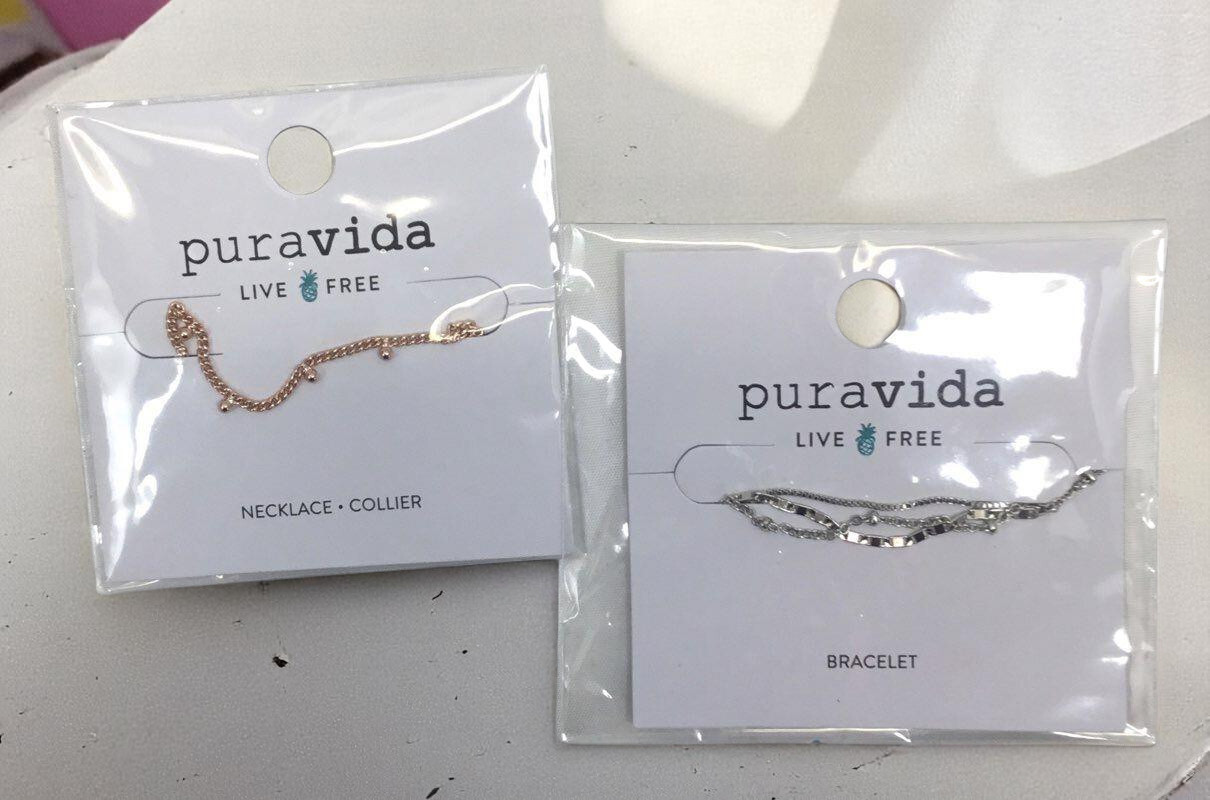 puravida
LIVE FREE
NECKLACE • COLLIER
puravida
LIVE FREE
BRACELET